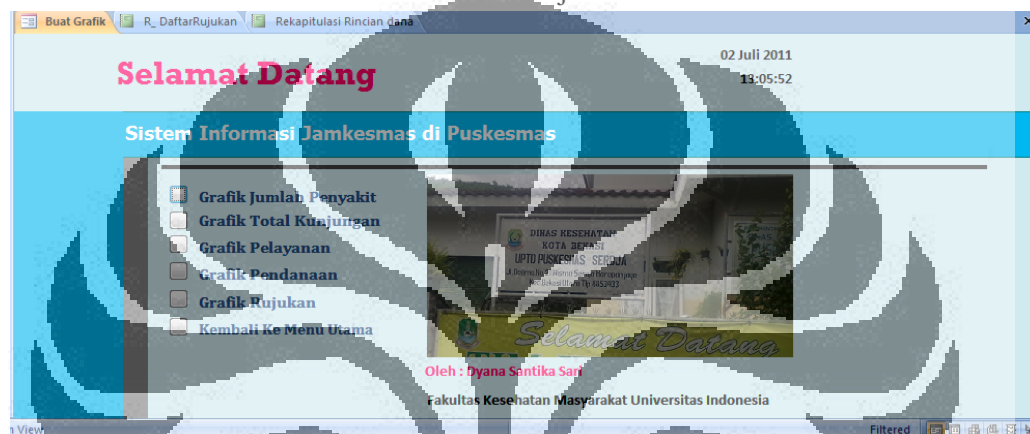 Buat Grafik R_ DaftarRujukan Rekapitulasi Rincian dana
Selamat Datang
02 Juli 2011
13:05:52
Sistem Informasi Jamkesmas di Puskesmas
Grafik Jumlah Penyakit
Grafik Total Kunjungan
Grafik Pelayanan
Grafik Pendanaan
Grafik Rujukan
Kembali Ke Menu Utama
DINAS KESEHATAN
KOTA BEKASI
UPTD PUSKESMAS SEROJA
Selamat Datang
Oleh : Dyana Santika Sari
Fakultas Kesehatan Masyarakat Universitas Indonesia
View Filtered